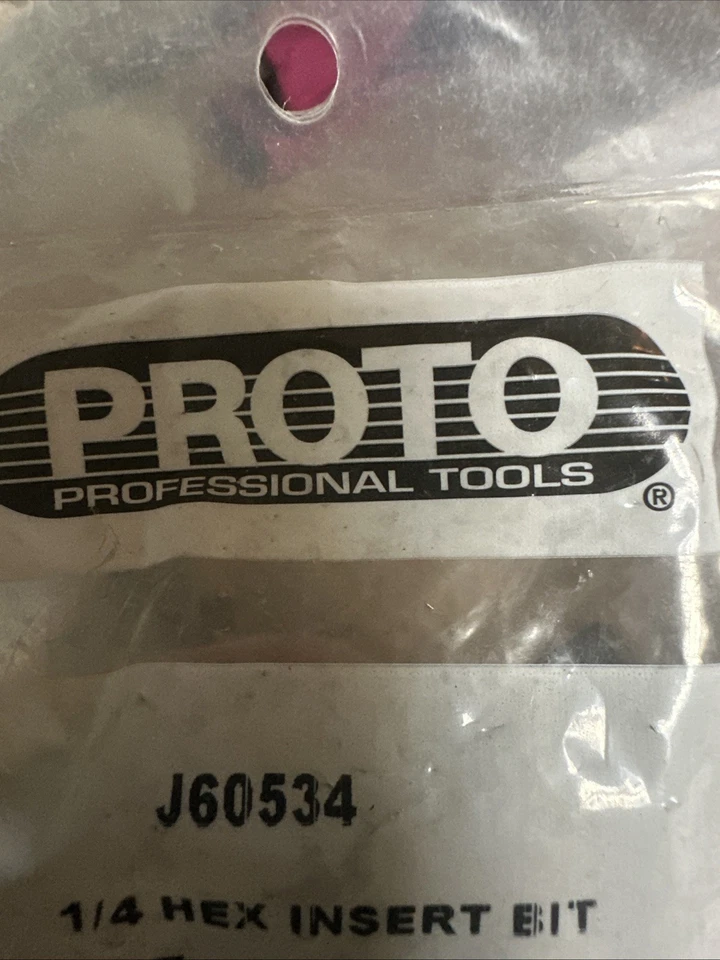 PROTO
PROFESSIONAL TOOLS
®
J60534
1/4 HEX INSERT BIT